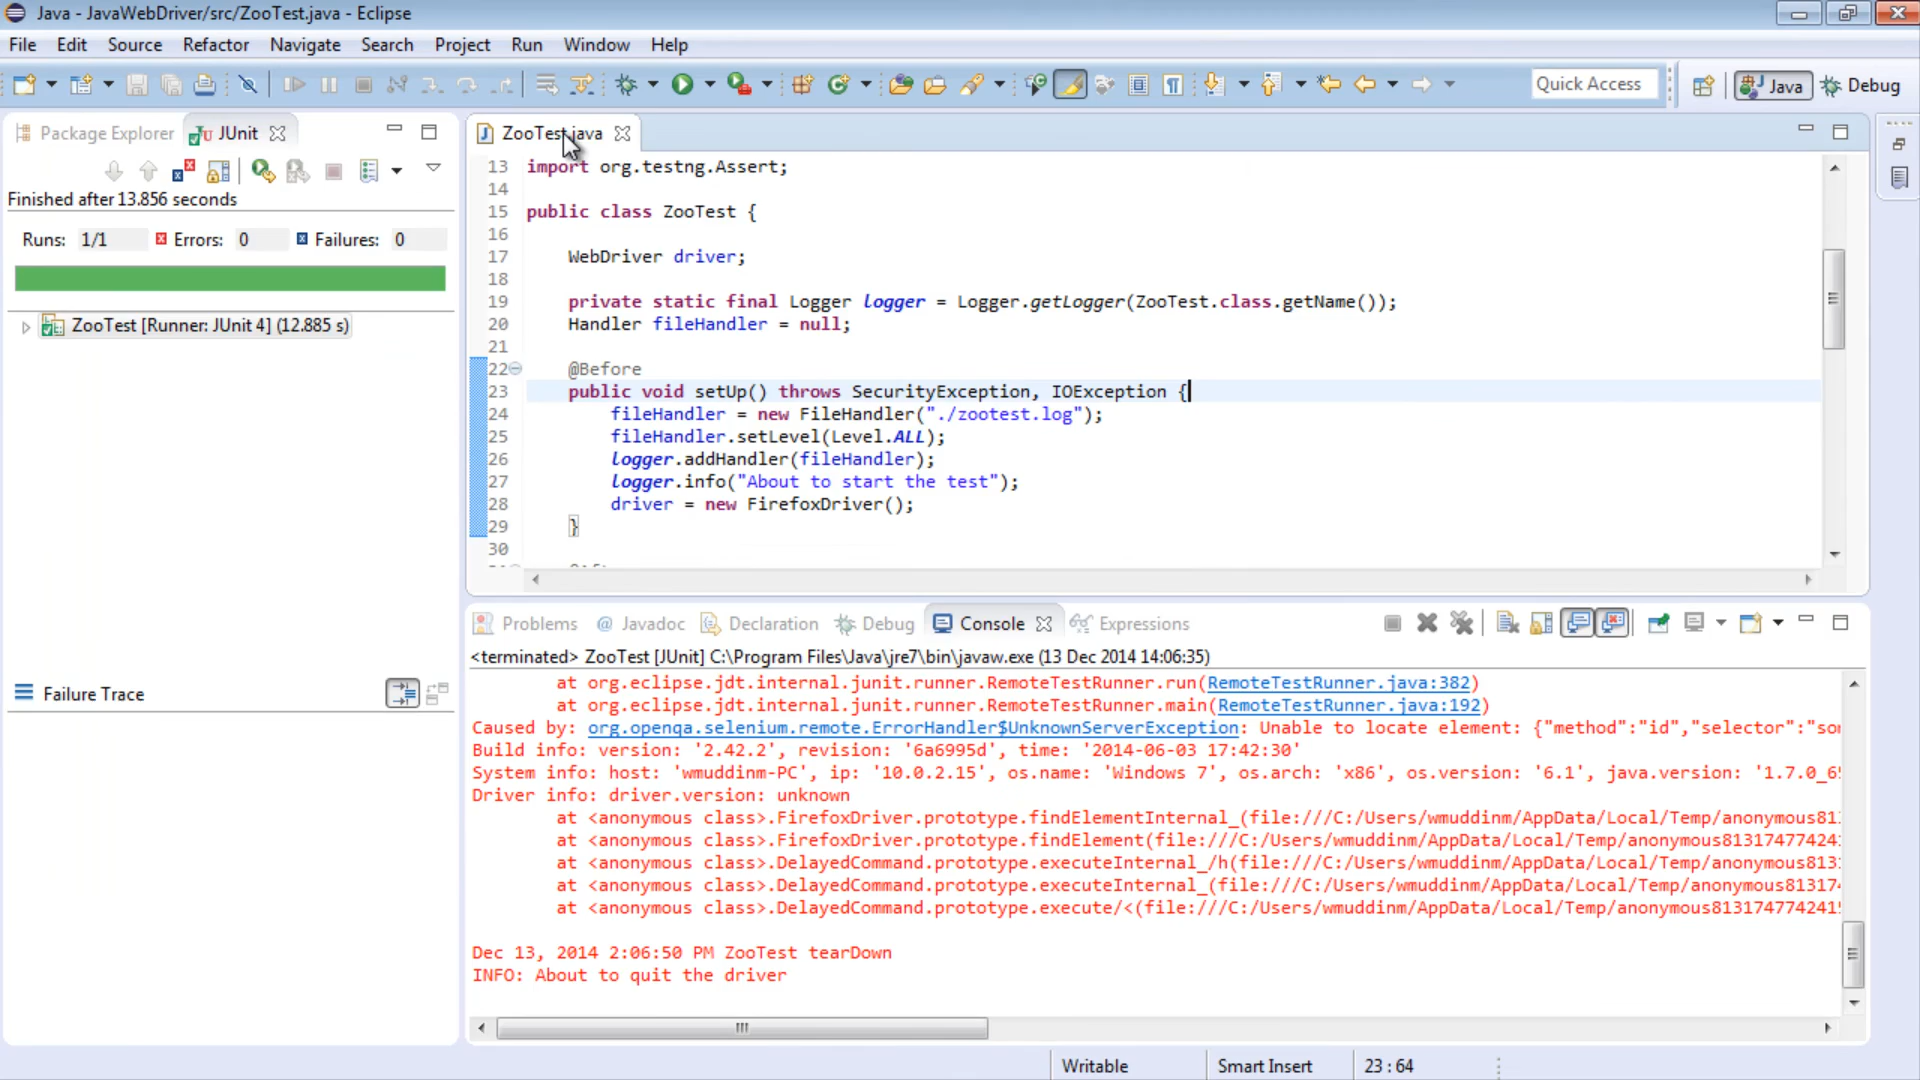 Java - JavaWebDriver/src/ZooTest.java - Eclipse
File Edit Source Refactor Navigate Search Project Run Window Help
Quick Access Java Debug
Package Explorer JUnit
ZooTest.java
Finished after 13.856 seconds
Runs: 1/1 Errors: 0 Failures: 0
ZooTest [Runner: JUnit 4] (12.885 s)
Failure Trace
13 import org.testng.Assert;
14
15 public class ZooTest {
16
17 WebDriver driver;
18
19 private static final Logger logger = Logger.getLogger(ZooTest.class.getName());
20 Handler fileHandler = null;
21
22 @Before
23 public void setUp() throws SecurityException, IOException {
24 fileHandler = new FileHandler("./zootest.log");
25 fileHandler.setLevel(Level.ALL);
26 logger.addHandler(fileHandler);
27 logger.info("About to start the test");
28 driver = new FirefoxDriver();
29 }
30
Problems @ Javadoc Declaration Debug Console Expressions
<terminated> ZooTest [JUnit] C:\Program Files\Java\jre7\bin\javaw.exe (13 Dec 2014 14:06:35)
at org.eclipse.jdt.internal.junit.runner.RemoteTestRunner.run(RemoteTestRunner.java:382)
at org.eclipse.jdt.internal.junit.runner.RemoteTestRunner.main(RemoteTestRunner.java:192)
Caused by: org.openqa.selenium.remote.ErrorHandler$UnknownServerException: Unable to locate element: {"method":"id","selector":"so
Build info: version: '2.42.2', revision: '6a6995d', time: '2014-06-03 17:42:30'
System info: host: 'wmuddinm-PC', ip: '10.0.2.15', os.name: 'Windows 7', os.arch: 'x86', os.version: '6.1', java.version: '1.7.0_6
Driver info: driver.version: unknown
at <anonymous class>.FirefoxDriver.prototype.findElementInternal_(file:///C:/Users/wmuddinm/AppData/Local/Temp/anonymous81
at <anonymous class>.FirefoxDriver.prototype.findElement(file:///C:/Users/wmuddinm/AppData/Local/Temp/anonymous813174774241
at <anonymous class>.DelayedCommand.prototype.executeInternal_/h(file:///C:/Users/wmuddinm/AppData/Local/Temp/anonymous813
at <anonymous class>.DelayedCommand.prototype.executeInternal_(file:///C:/Users/wmuddinm/AppData/Local/Temp/anonymous81317
at <anonymous class>.DelayedCommand.prototype.execute/<(file:///C:/Users/wmuddinm/AppData/Local/Temp/anonymous813174774241
Dec 13, 2014 2:06:50 PM ZooTest tearDown
INFO: About to quit the driver
Writable Smart Insert 23 : 64